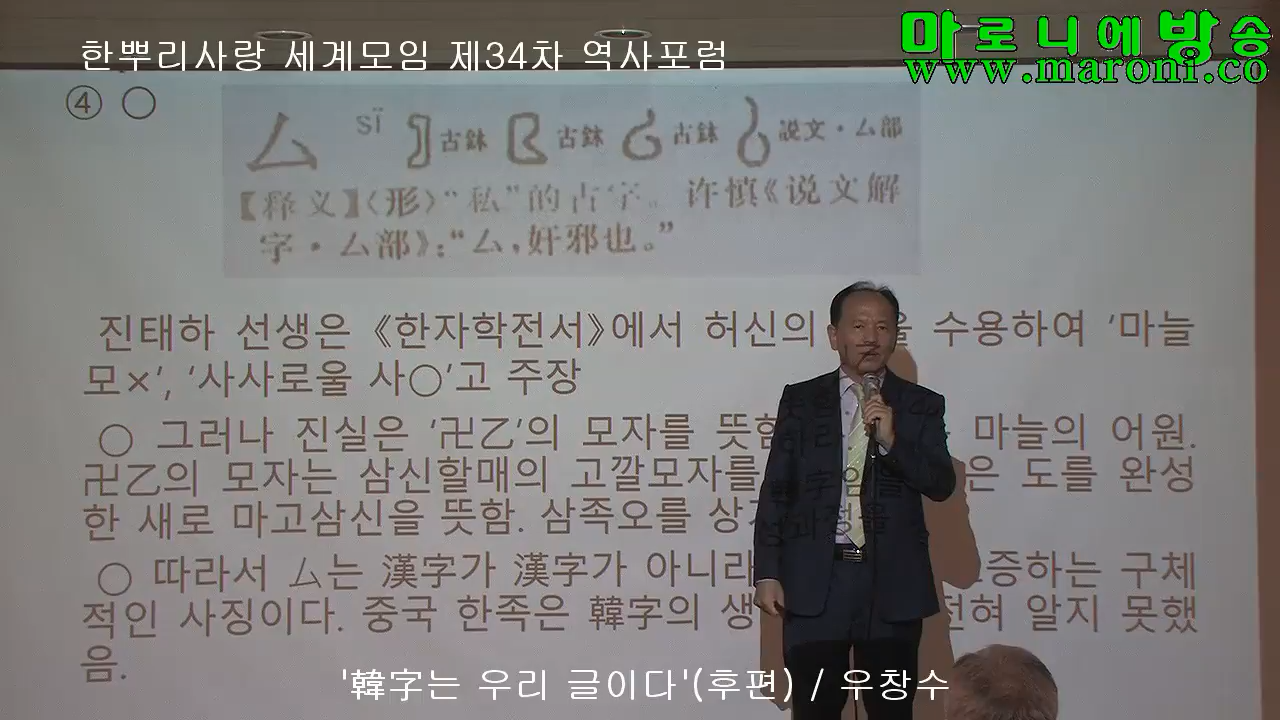 한뿌리사랑 세계모임 제34차 역사포럼
마로니에방송
www.maroni.co
④ ○
厶 sī 古鉢 古鉢 古鉢 說文·厶部
【释义】〈形〉“私”的古字。许慎《说文解
字·厶部》:“厶,奸邪也。”
진태하 선생은 《한자학전서》에서 허신의 을 수용하여 ‘마늘
모×’, ‘사사로울 사○’고 주장
○ 그러나 진실은 ‘卍乙’의 모자를 뜻함 마늘의 어원.
卍乙의 모자는 삼신할매의 고깔모자를 은 도를 완성
한 새로 마고삼신을 뜻함. 삼족오를
○ 따라서 厶는 漢字가 漢字가 아니라 증하는 구체
적인 사징이다. 중국 한족은 韓字의 전혀 알지 못했
음.
'韓字는 우리 글이다'(후편) / 우창수